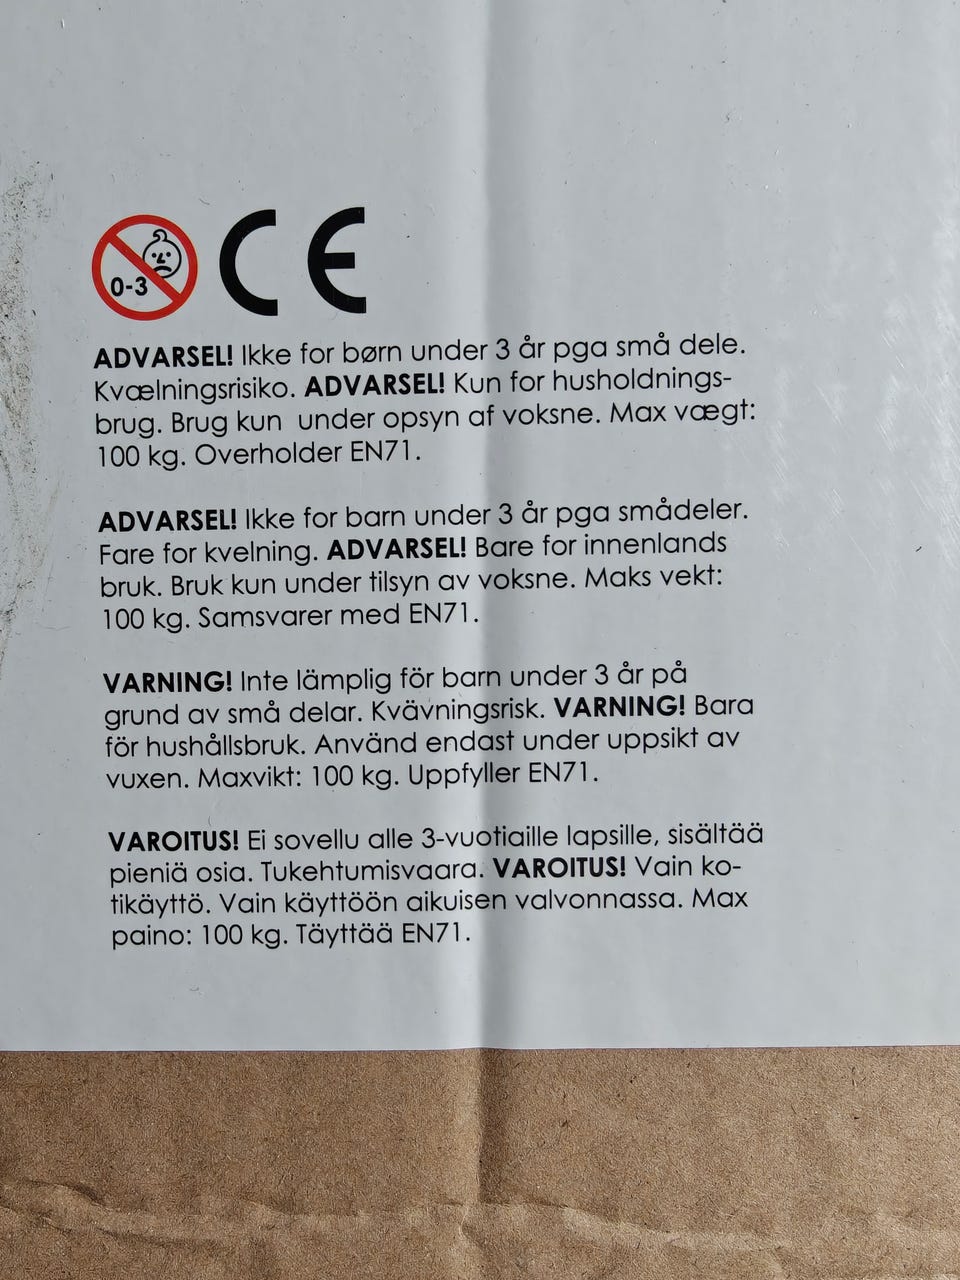 0-3
CE
ADVARSEL! Ikke for børn under 3 år pga små dele.
Kvælningsrisiko. ADVARSEL! Kun for husholdnings-
brug. Brug kun  under opsyn af voksne. Max vægt:
100 kg. Overholder EN71.
ADVARSEL! Ikke for barn under 3 år pga smådeler.
Fare for kvelning. ADVARSEL! Bare for innenlands
bruk. Bruk kun under tilsyn av voksne. Maks vekt:
100 kg. Samsvarer med EN71.
VARNING! Inte lämplig för barn under 3 år på
grund av små delar. Kvävningsrisk. VARNING! Bara
för hushållsbruk. Använd endast under uppsikt av
vuxen. Maxvikt: 100 kg. Uppfyller EN71.
VAROITUS! Ei sovellu alle 3-vuotiaille lapsille, sisältää
pieniä osia. Tukehtumisvaara. VAROITUS! Vain ko-
tikäyttö. Vain käyttöön aikuisen valvonnassa. Max
paino: 100 kg. Täyttää EN71.